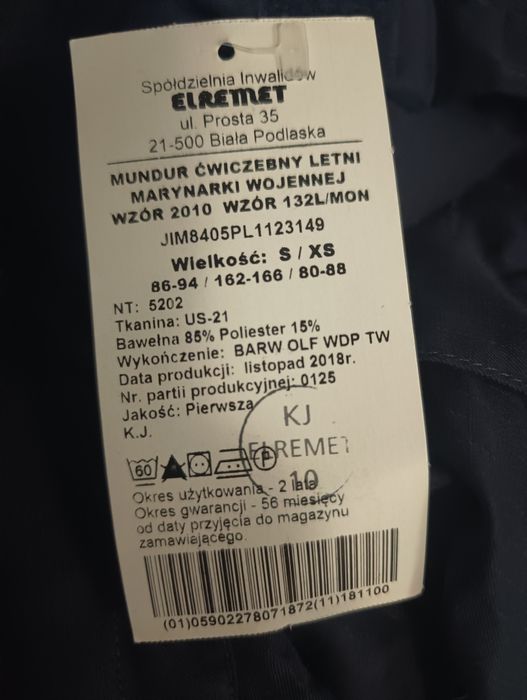 Spółdzielnia Inwalidów
ELREMET
ul. Prosta 35
21-500 Biała Podlaska
MUNDUR ĆWICZEBNY LETNI
MARYNARKI WOJENNEJ
WZÓR 2010 WZÓR 132L/MON
JIM8405PL1123149
Wielkość: S / XS
86-94 / 162-166 / 80-88
NT: 5202
Tkanina: US-21
Bawełna 85% Poliester 15%
Wykończenie: BARW OLF WDP TW
Data produkcji: listopad 2018r.
Nr. partii produkcyjnej: 0125
Jakość: Pierwsza
K.J.
KJ
ELREMET
10
60
P
Okres użytkowania - 2 lata
Okres gwarancji - 56 miesięcy
od daty przyjęcia do magazynu
zamawiającego.
(01)05902278071872(11)181100